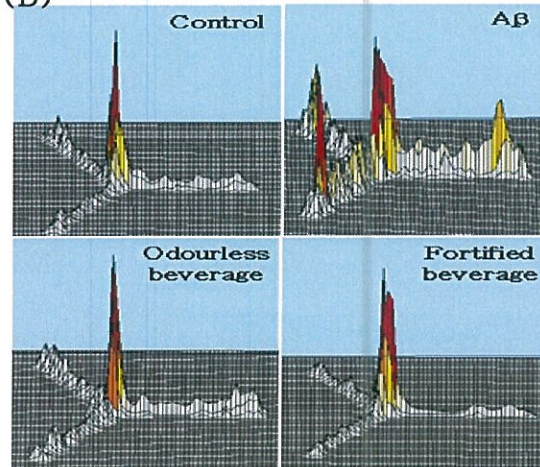 (B)
Control
Aβ
Odourless
beverage
Fortified
beverage